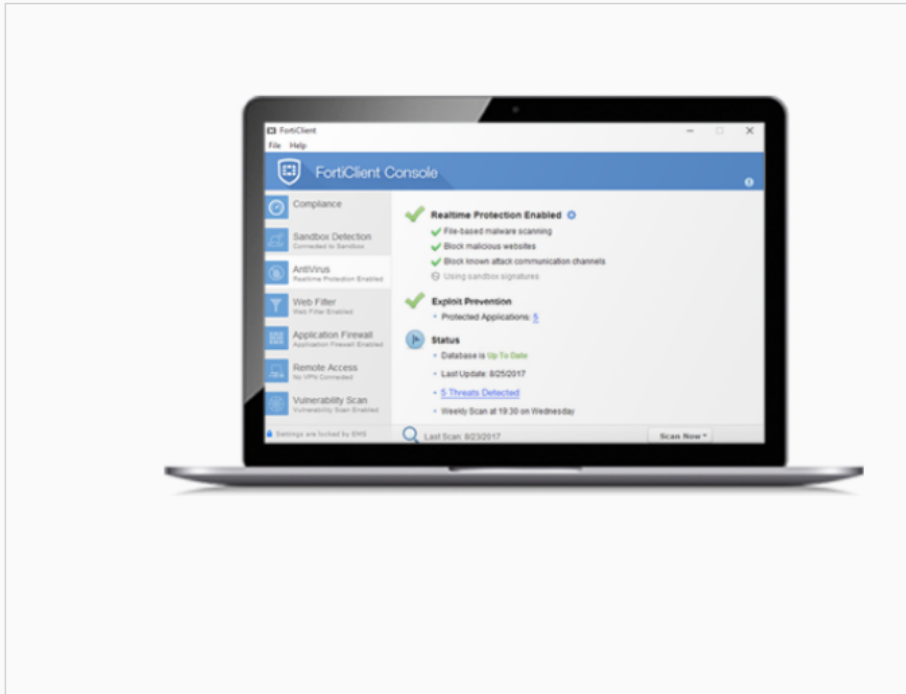 FortiClient
File Help
FortiClient Console
Compliance
Sandbox Detection
Connected to Sandbox
AntiVirus
Realtime Protection Enabled
Web Filter
Web Filter Enabled
Application Firewall
Application Firewall Enabled
Remote Access
No VPN Connected
Vulnerability Scan
Vulnerability Scan Enabled
Settings are locked by EMS
Realtime Protection Enabled
File-based malware scanning
Block malicious websites
Block known attack communication channels
Using sandbox signatures
Exploit Prevention
Protected Applications: 5
Status
Database is Up To Date
Last Update: 8/25/2017
5 Threats Detected
Weekly Scan at 19:30 on Wednesday
Last Scan: 8/23/2017
Scan Now